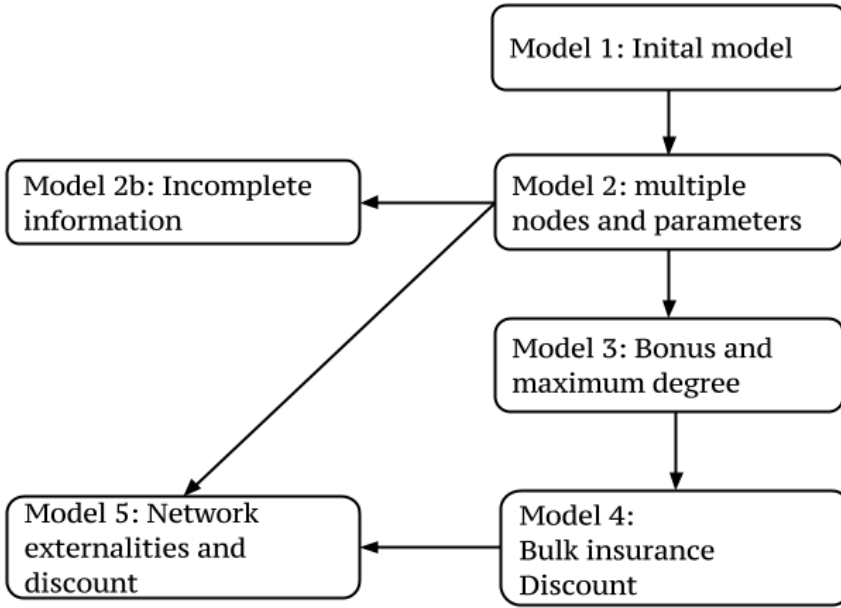 Model 1: Inital model
Model 2b: Incomplete
information
Model 2: multiple
nodes and parameters
Model 3: Bonus and
maximum degree
Model 5: Network
externalities and
discount
Model 4:
Bulk insurance
Discount